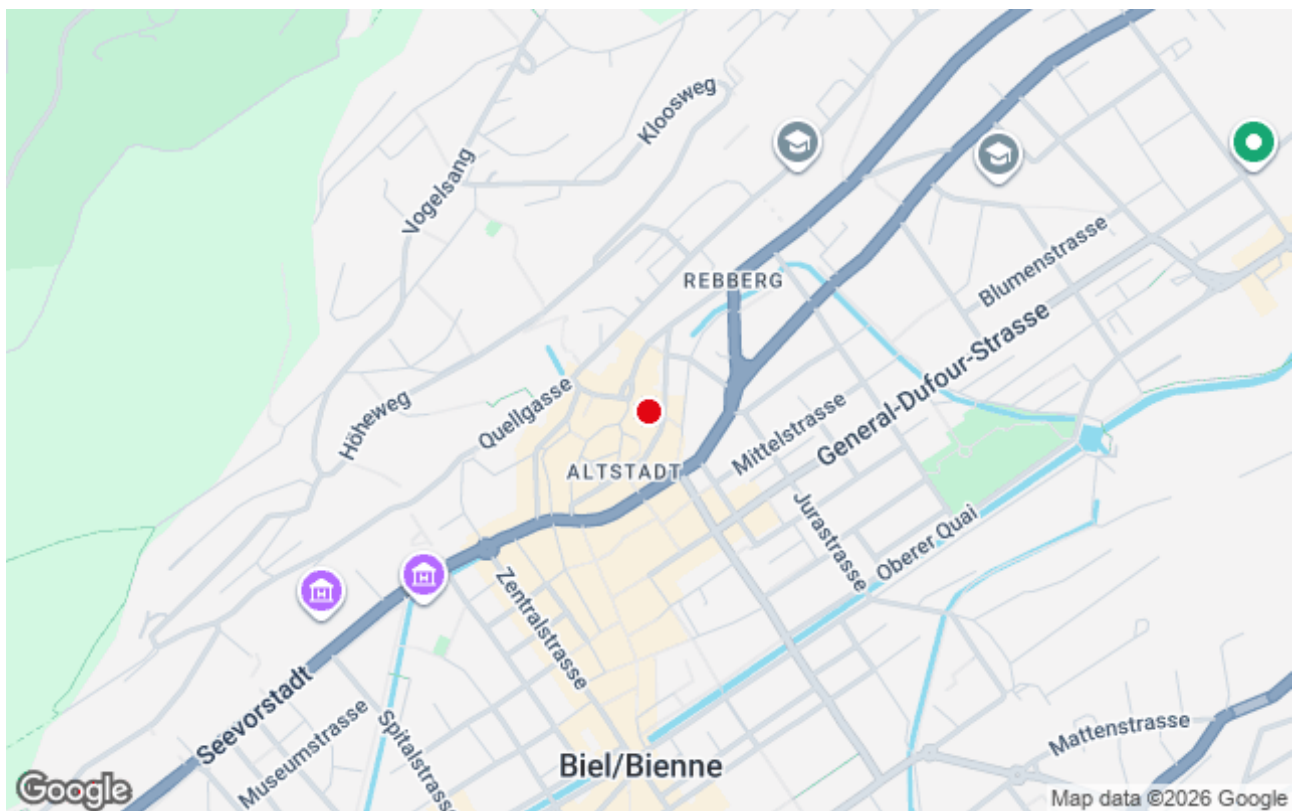 Kloosweg
Vogelsang
REBBERG
Blumenstrasse
General-Dufour-Strasse
Höheweg
Quellgasse
Mittelstrasse
ALTSTADT
Jurastrasse
Oberer Quai
Zentralstrasse
Seevorstadt
Museumstrasse
Spitalstrasse
Mattenstrasse
Biel/Bienne
Google
Map data ©2026 Google